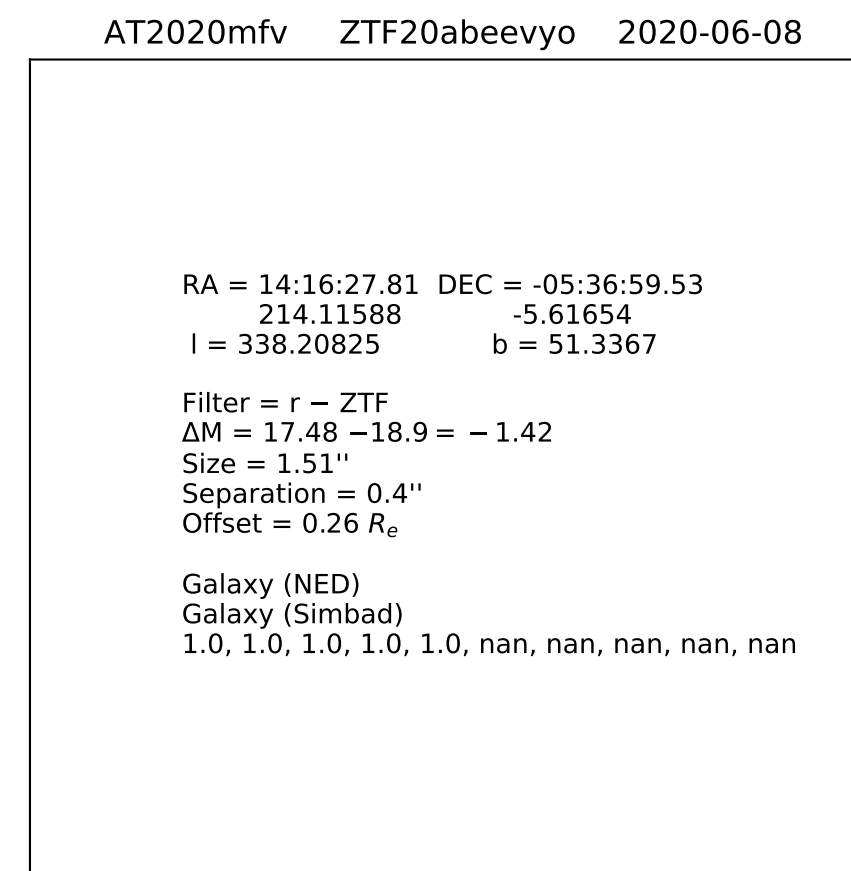 AT2020mfv ZTF20abeevyo 2020-06-08
RA = 14:16:27.81 DEC = -05:36:59.53
214.11588 -5.61654
l = 338.20825 b = 51.3367
Filter = r − ZTF
ΔM = 17.48 −18.9 = − 1.42
Size = 1.51''
Separation = 0.4''
Offset = 0.26 Rₑ
Galaxy (NED)
Galaxy (Simbad)
1.0, 1.0, 1.0, 1.0, 1.0, nan, nan, nan, nan, nan